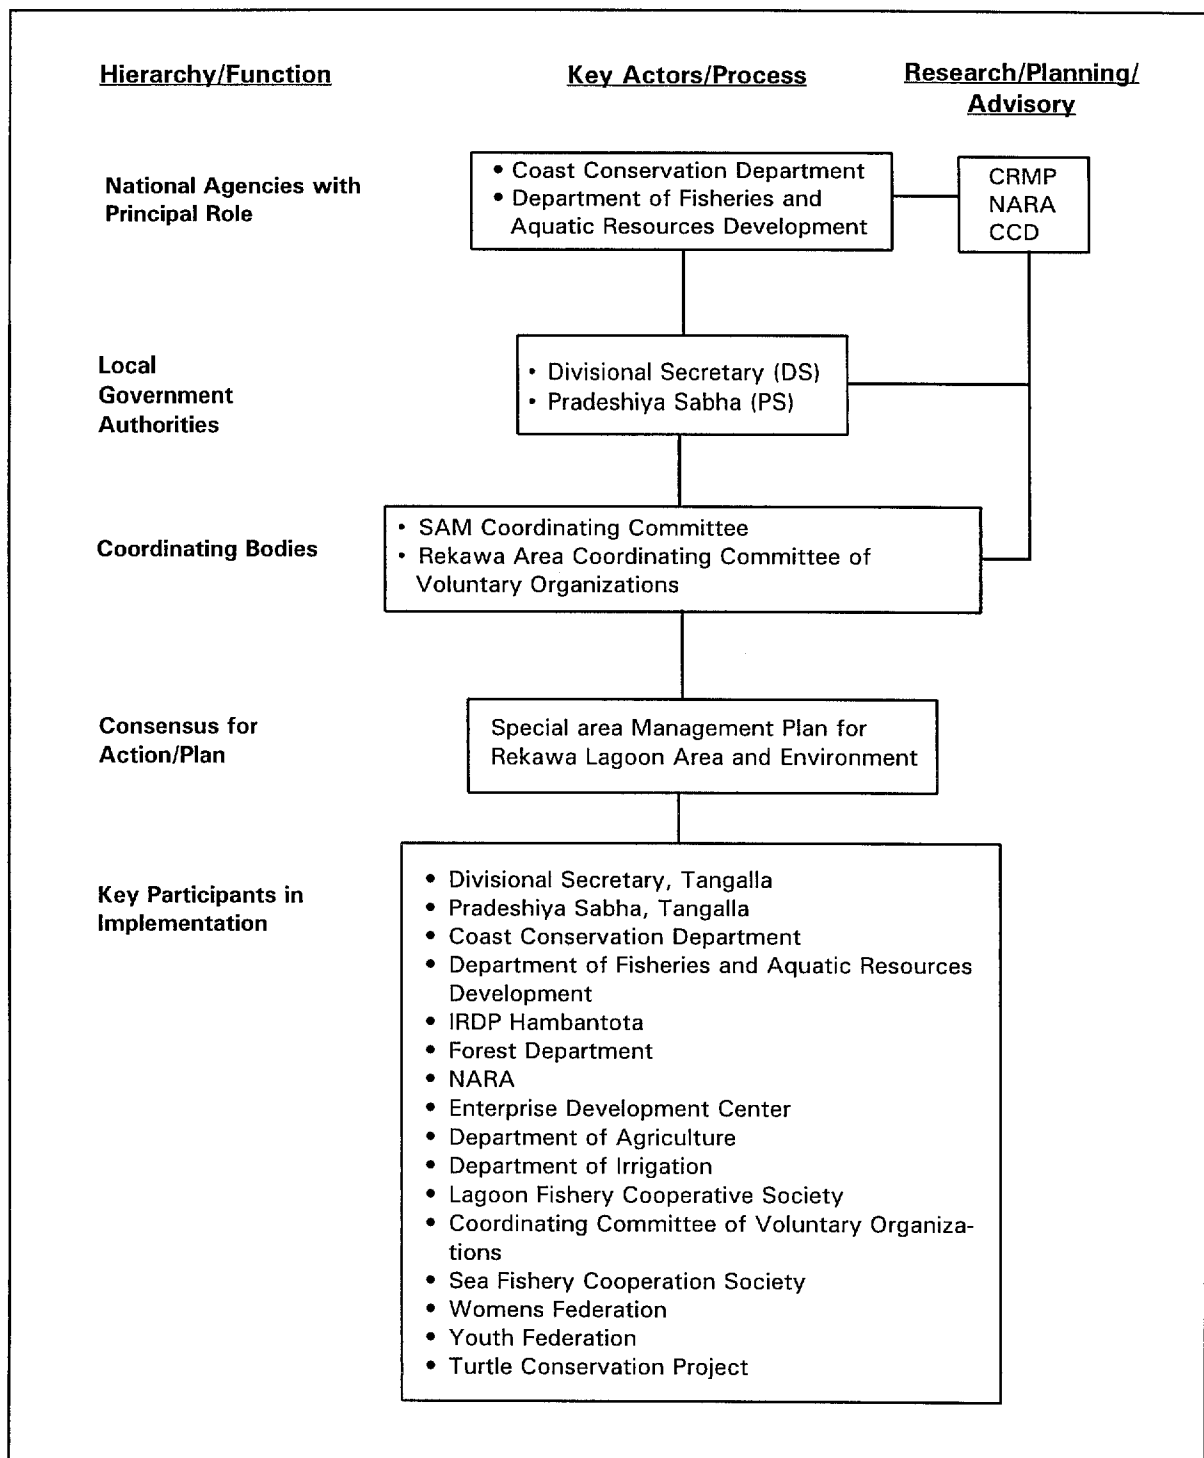 Hierarchy/Function
Key Actors/Process
Research/Planning/
Advisory
National Agencies with
Principal Role
• Coast Conservation Department
• Department of Fisheries and
Aquatic Resources Development
CRMP
NARA
CCD
Local
Government
Authorities
• Divisional Secretary (DS)
• Pradeshiya Sabha (PS)
Coordinating Bodies
• SAM Coordinating Committee
• Rekawa Area Coordinating Committee of
Voluntary Organizations
Consensus for
Action/Plan
Special area Management Plan for
Rekawa Lagoon Area and Environment
Key Participants in
Implementation
• Divisional Secretary, Tangalla
• Pradeshiya Sabha, Tangalla
• Coast Conservation Department
• Department of Fisheries and Aquatic Resources
Development
• IRDP Hambantota
• Forest Department
• NARA
• Enterprise Development Center
• Department of Agriculture
• Department of Irrigation
• Lagoon Fishery Cooperative Society
• Coordinating Committee of Voluntary Organiza-
tions
• Sea Fishery Cooperation Society
• Womens Federation
• Youth Federation
• Turtle Conservation Project